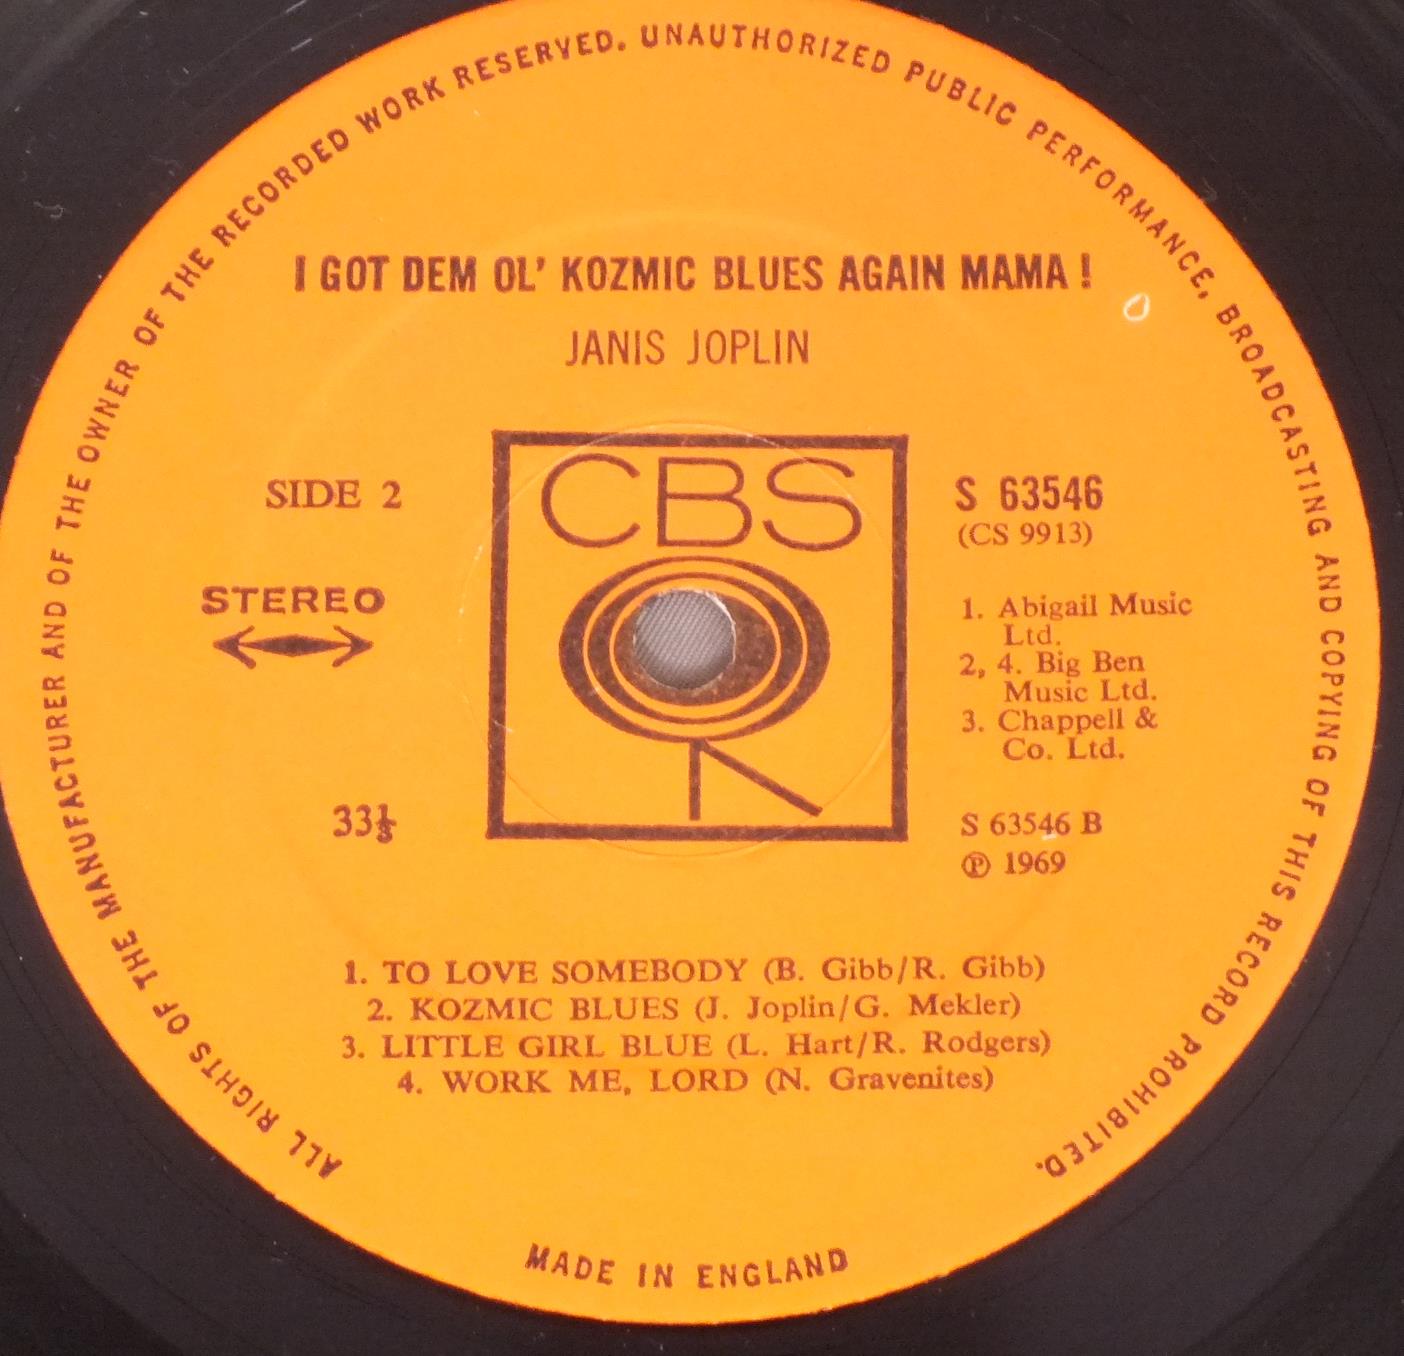 ALL RIGHTS OF THE MANUFACTURER AND OF THE OWNER OF THE RECORDED WORK RESERVED. UNAUTHORIZED PUBLIC PERFORMANCE, BROADCASTING AND COPYING OF THIS RECORD PROHIBITED.
I GOT DEM OL' KOZMIC BLUES AGAIN MAMA !
JANIS JOPLIN
CBS
SIDE 2
STEREO
33⅓
S 63546
(CS 9913)
1. Abigail Music
Ltd.
2, 4. Big Ben
Music Ltd.
3. Chappell &
Co. Ltd.
S 63546 B
℗ 1969
1. TO LOVE SOMEBODY (B. Gibb/R. Gibb)
2. KOZMIC BLUES (J. Joplin/G. Mekler)
3. LITTLE GIRL BLUE (L. Hart/R. Rodgers)
4. WORK ME, LORD (N. Gravenites)
MADE IN ENGLAND